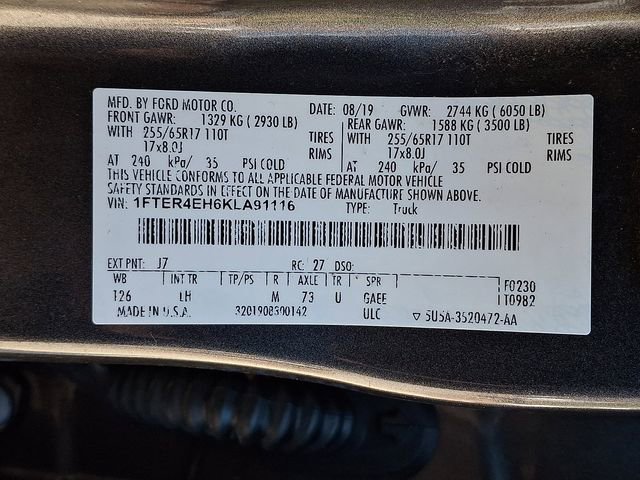 MFD. BY FORD MOTOR CO. DATE: 08/19 GVWR: 2744 KG ( 6050 LB)
FRONT GAWR: 1329 KG ( 2930 LB) REAR GAWR: 1588 KG ( 3500 LB)
WITH 255/65R17 110T TIRES WITH 255/65R17 110T TIRES
17x8.0J RIMS 17x8.0J RIMS
AT 240 kPa/ 35 PSI COLD AT 240 kPa/ 35 PSI COLD
THIS VEHICLE CONFORMS TO ALL APPLICABLE FEDERAL MOTOR VEHICLE
SAFETY STANDARDS IN EFFECT ON THE DATE OF MANUFACTURE SHOWN ABOVE.
VIN: 1FTER4EH6KLA91116 TYPE: Truck
EXT PNT: J7 RC: 27 DSO:
WB INT TR TP/PS R AXLE TR SPR F0230
126 LH M 73 U GAEE T0982
MADE IN U.S.A. 3201908300142 ULC ▽ 5U5A-3520472-AA